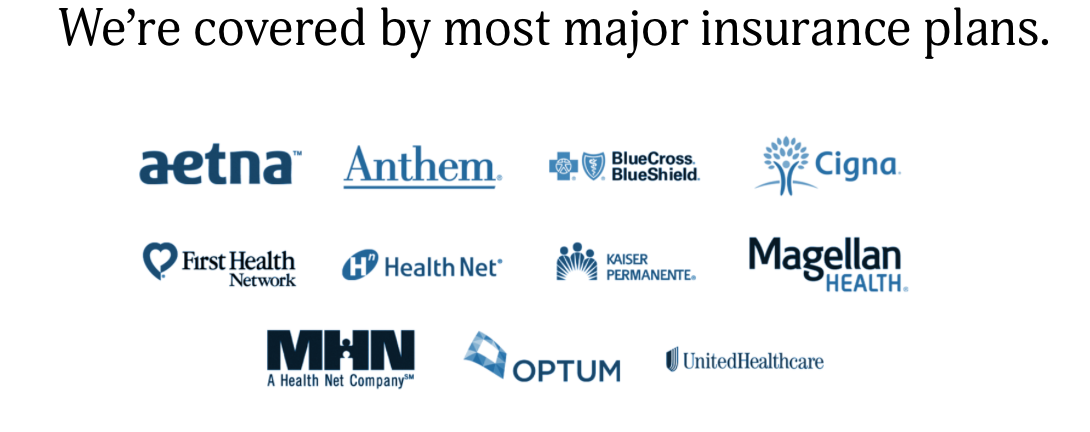 We’re covered by most major insurance plans.
aetna™
Anthem®
BlueCross®
BlueShield®
Cigna®
First Health
Network
Hn Health Net®
KAISER
PERMANENTE®
Magellan
HEALTH®
MHN
A Health Net Company℠
OPTUM
UnitedHealthcare